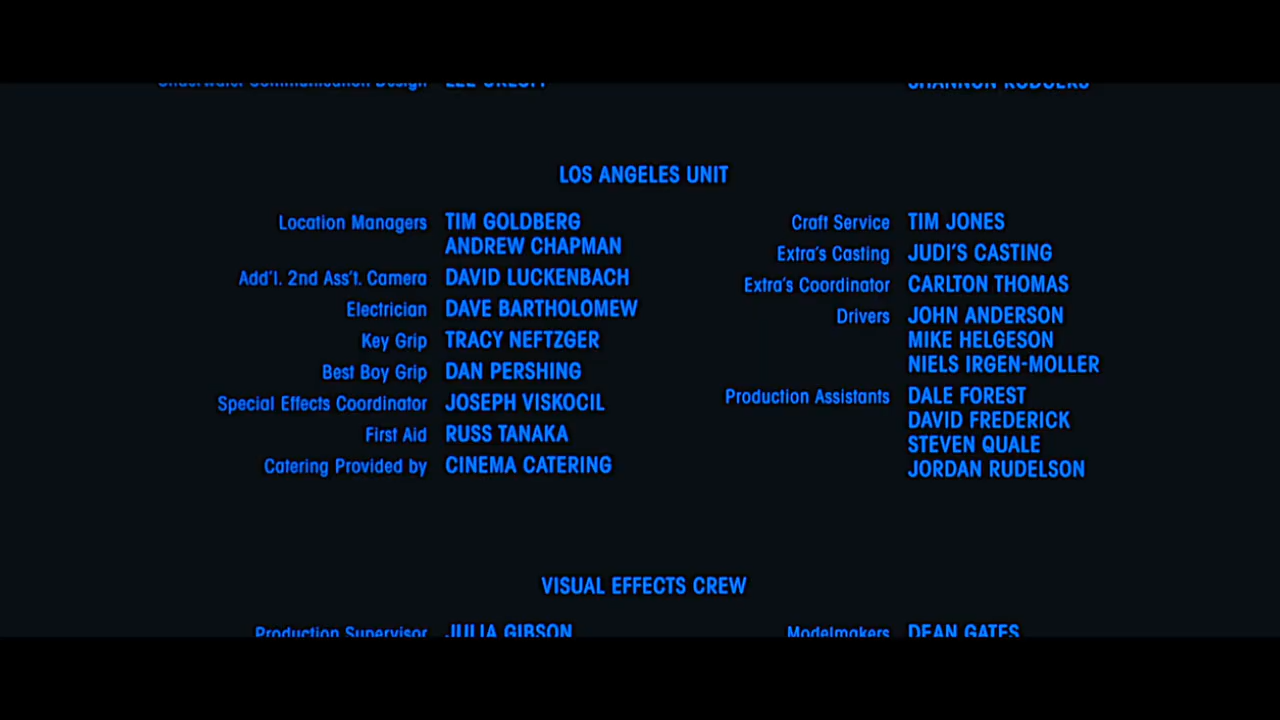 Underwater Communication Design
LOS ANGELES UNIT
Location Managers TIM GOLDBERG
ANDREW CHAPMAN
Add'l. 2nd Ass't. Camera DAVID LUCKENBACH
Electrician DAVE BARTHOLOMEW
Key Grip TRACY NEFTZGER
Best Boy Grip DAN PERSHING
Special Effects Coordinator JOSEPH VISKOCIL
First Aid RUSS TANAKA
Catering Provided by CINEMA CATERING
Craft Service TIM JONES
Extra's Casting JUDI'S CASTING
Extra's Coordinator CARLTON THOMAS
Drivers JOHN ANDERSON
MIKE HELGESON
NIELS IRGEN-MOLLER
Production Assistants DALE FOREST
DAVID FREDERICK
STEVEN QUALE
JORDAN RUDELSON
VISUAL EFFECTS CREW
Production Supervisor JULIA GIBSON
Modelmakers DEAN GATES